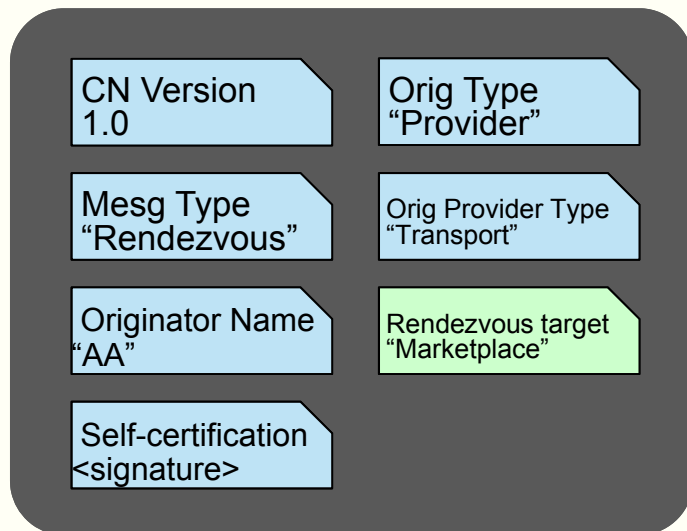 CN Version
1.0
Mesg Type
“Rendezvous”
Originator Name
“AA”
Self-certification
<signature>
Orig Type
“Provider”
Orig Provider Type
“Transport”
Rendezvous target
“Marketplace”